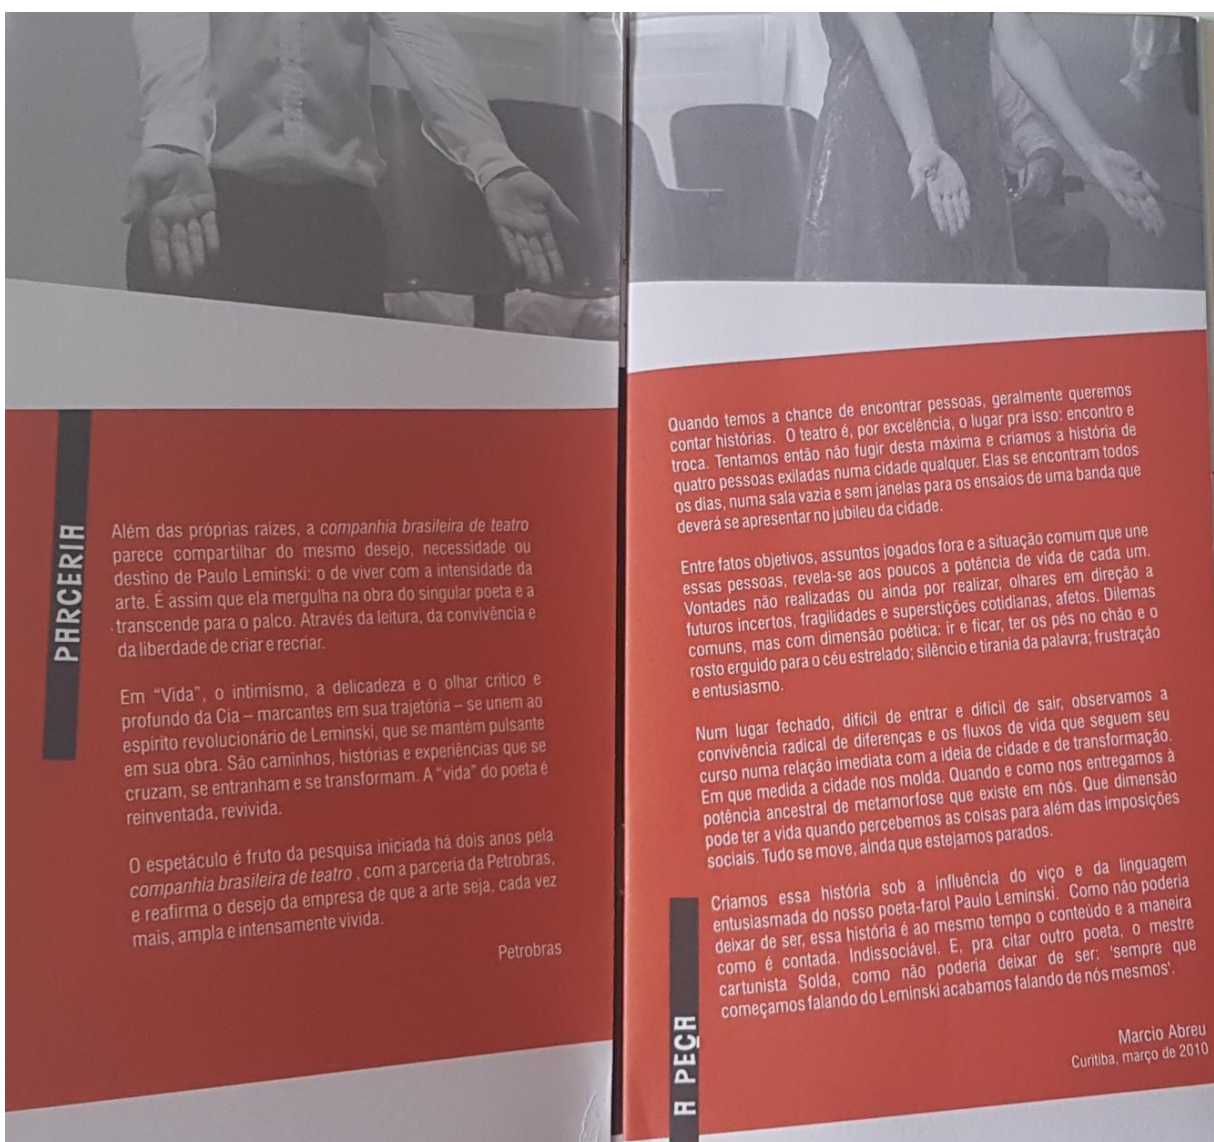 PARCERIA
Além das próprias raízes, a companhia brasileira de teatro
parece compartilhar do mesmo desejo, necessidade ou
destino de Paulo Leminski: o de viver com a intensidade da
arte. É assim que ela mergulha na obra do singular poeta e a
transcende para o palco. Através da leitura, da convivência e
da liberdade de criar e recriar.
Em “Vida”, o intimismo, a delicadeza e o olhar crítico e
profundo da Cia – marcantes em sua trajetória – se unem ao
espírito revolucionário de Leminski, que se mantém pulsante
em sua obra. São caminhos, histórias e experiências que se
cruzam, se entranham e se transformam. A “vida” do poeta é
reinventada, revivida.
O espetáculo é fruto da pesquisa iniciada há dois anos pela
companhia brasileira de teatro , com a parceria da Petrobras,
e reafirma o desejo da empresa de que a arte seja, cada vez
mais, ampla e intensamente vivida.
Petrobras
Quando temos a chance de encontrar pessoas, geralmente queremos
contar histórias. O teatro é, por excelência, o lugar pra isso: encontro e
troca. Tentamos então não fugir desta máxima e criamos a história de
quatro pessoas exiladas numa cidade qualquer. Elas se encontram todos
os dias, numa sala vazia e sem janelas para os ensaios de uma banda que
deverá se apresentar no jubileu da cidade.
Entre fatos objetivos, assuntos jogados fora e a situação comum que une
essas pessoas, revela-se aos poucos a potência de vida de cada um.
Vontades não realizadas ou ainda por realizar, olhares em direção a
futuros incertos, fragilidades e superstições cotidianas, afetos. Dilemas
comuns, mas com dimensão poética: ir e ficar, ter os pés no chão e o
rosto erguido para o céu estrelado; silêncio e tirania da palavra; frustração
e entusiasmo.
Num lugar fechado, difícil de entrar e difícil de sair, observamos a
convivência radical de diferenças e os fluxos de vida que seguem seu
curso numa relação imediata com a ideia de cidade e de transformação.
Em que medida a cidade nos molda. Quando e como nos entregamos à
potência ancestral de metamorfose que existe em nós. Que dimensão
pode ter a vida quando percebemos as coisas para além das imposições
sociais. Tudo se move, ainda que estejamos parados.
Criamos essa história sob a influência do viço e da linguagem
entusiasmada do nosso poeta-farol Paulo Leminski. Como não poderia
deixar de ser, essa história é ao mesmo tempo o conteúdo e a maneira
como é contada. Indissociável. E, pra citar outro poeta, o mestre
cartunista Solda, como não poderia deixar de ser: 'sempre que
começamos falando do Leminski acabamos falando de nós mesmos'.
Marcio Abreu
Curitiba, março de 2010
A PEÇA